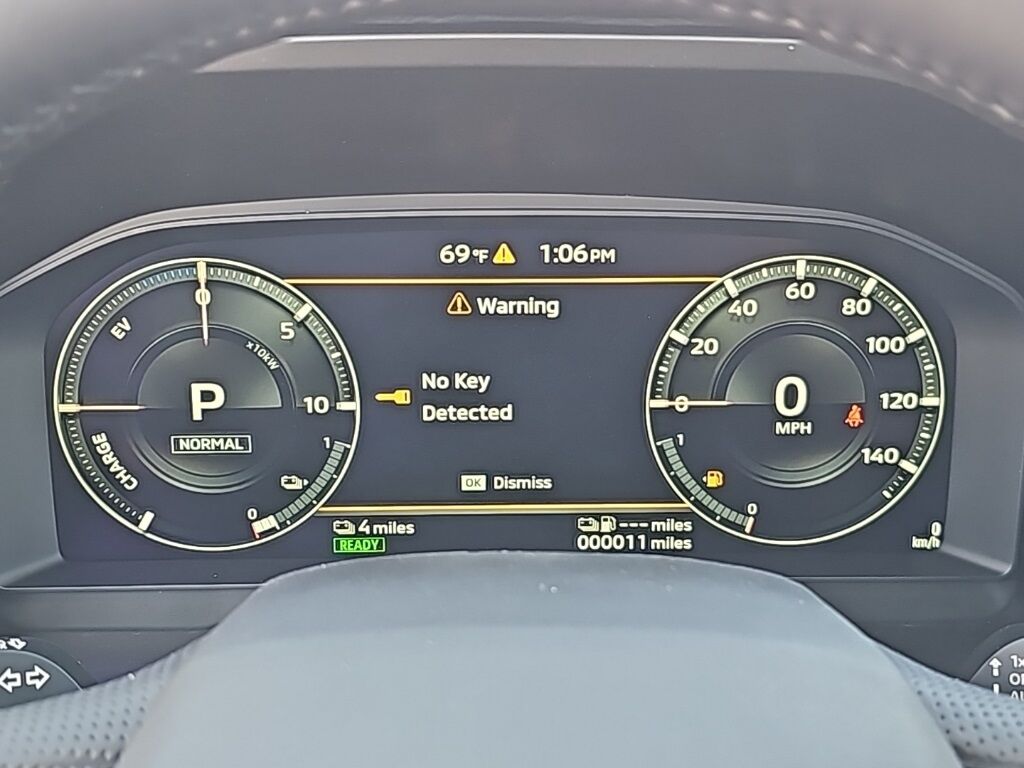 69°F 1:06PM
Warning
No Key
Detected
OK Dismiss
EV
0
5
10
x10kW
P
NORMAL
CHARGE
1
0
4 miles
READY
0
20
40
60
80
100
120
140
0
MPH
1
0
--- miles
000011 miles
0
km/h
1x